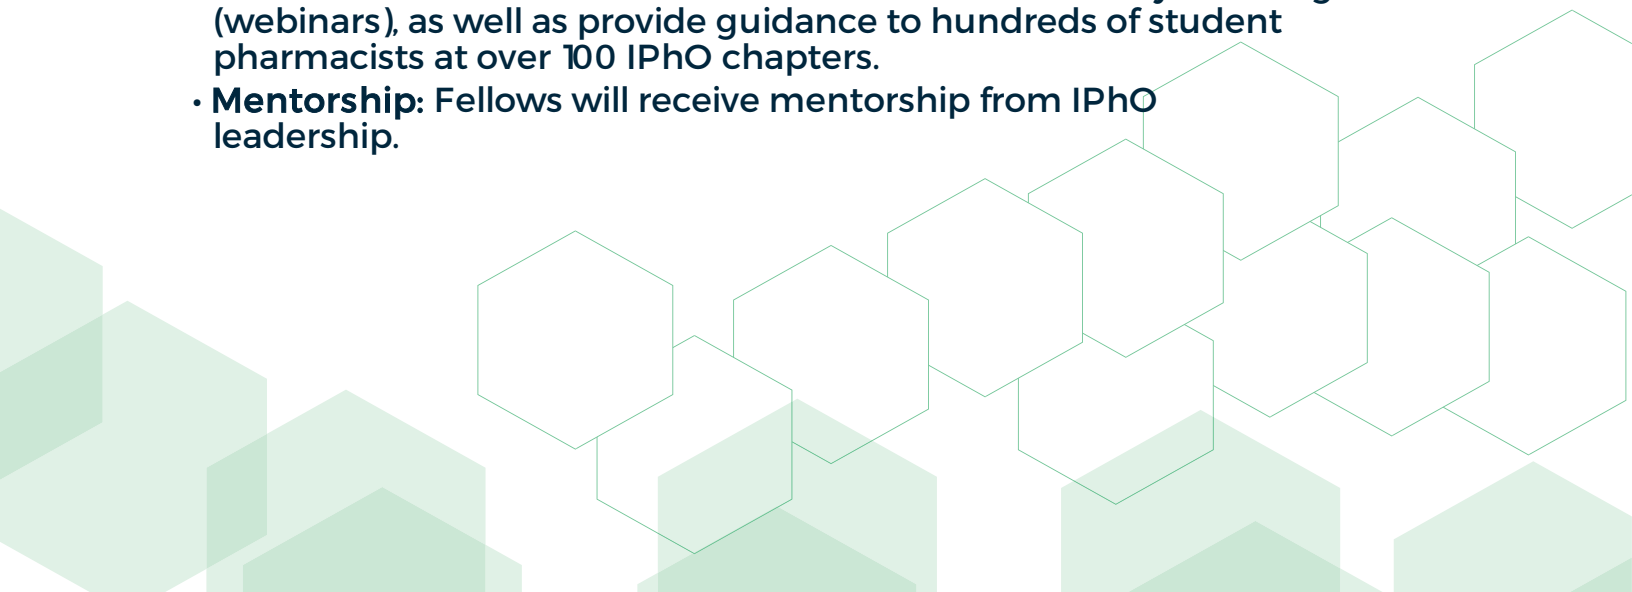 (webinars), as well as provide guidance to hundreds of student
pharmacists at over 100 IPhO chapters.
• Mentorship: Fellows will receive mentorship from IPhO
leadership.